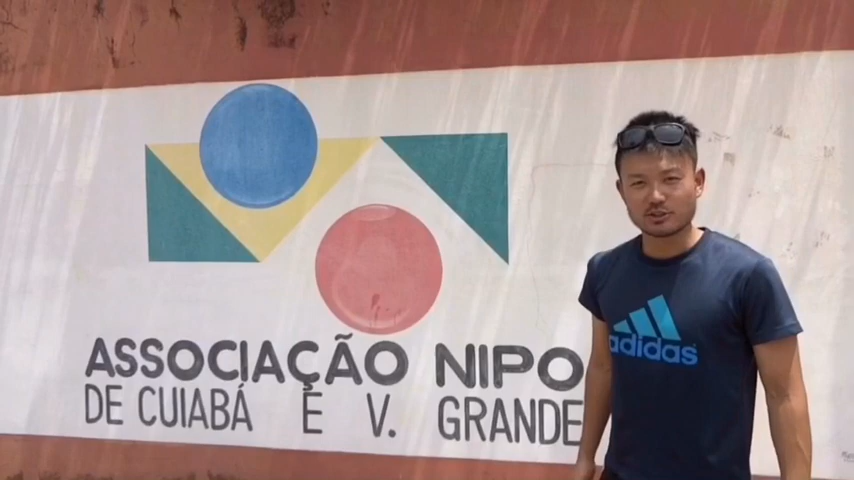 ASSOCIAÇÃO NIPO
DE CUIABÁ E V. GRANDE
adidas